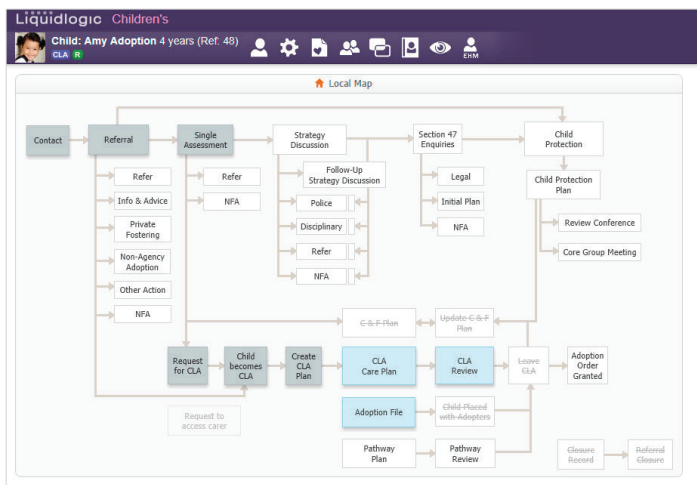 Liquidlogic Children's
Child: Amy Adoption 4 years (Ref: 48)
CLA R
EHM
Local Map
Contact
Referral
Single
Assessment
Strategy
Discussion
Section 47
Enquiries
Child
Protection
Refer
Info & Advice
Private
Fostering
Non-Agency
Adoption
Other Action
NFA
Refer
NFA
Follow-Up
Strategy Discussion
Police
Disciplinary
Refer
NFA
Legal
Initial Plan
NFA
Child Protection
Plan
Review Conference
Core Group Meeting
C & F Plan
Update C & F
Plan
Request
for CLA
Child
becomes
CLA
Create
CLA
Plan
CLA
Care Plan
CLA
Review
Leave
CLA
Adoption
Order
Granted
Request to
access carer
Adoption File
Child Placed
with Adopters
Pathway
Plan
Pathway
Review
Closure
Record
Referral
Closure